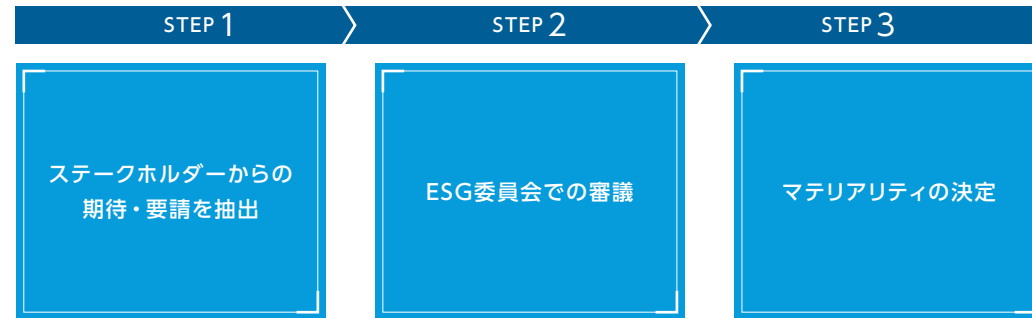 STEP 1
STEP 2
STEP 3
ステークホルダーからの
期待・要請を抽出
ESG委員会での審議
マテリアリティの決定